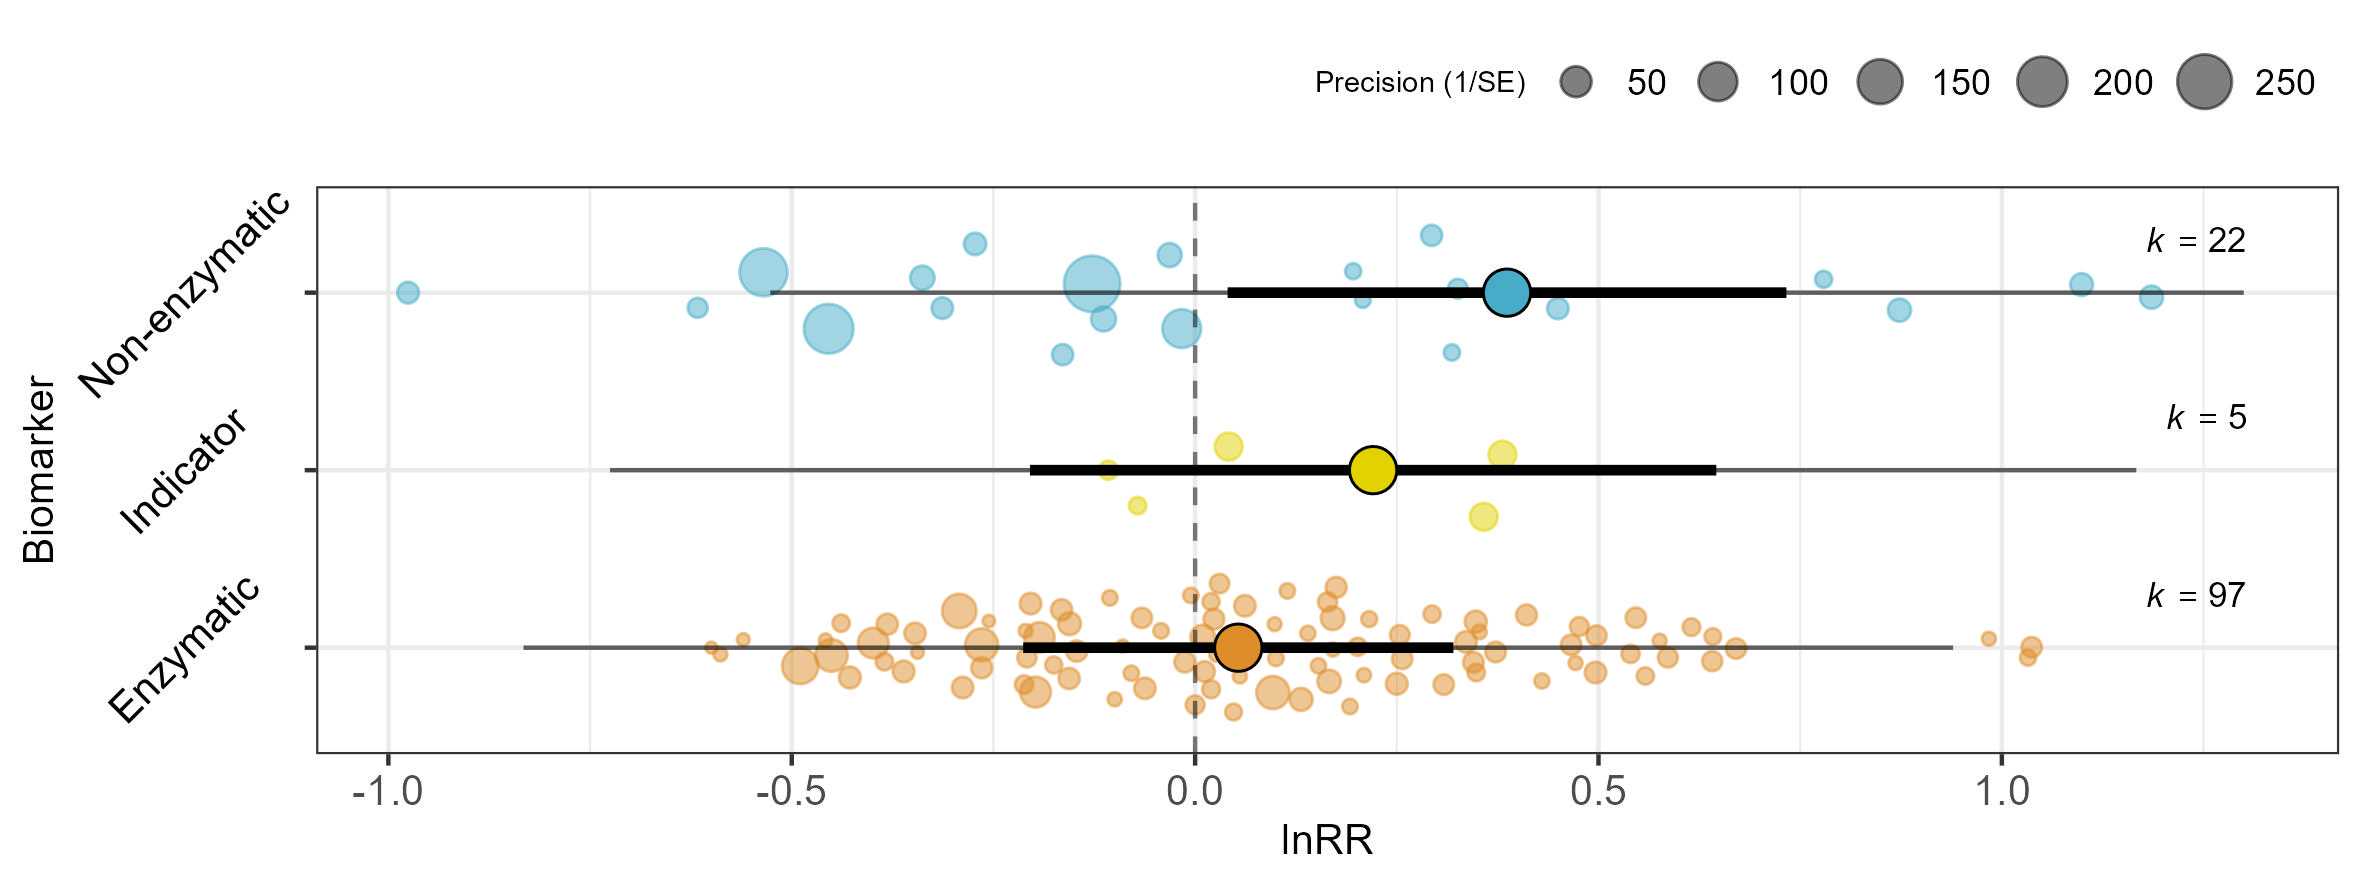 Precision (1/SE) 50 100 150 200 250
Non-enzymatic
k = 22
Indicator
k = 5
Enzymatic
k = 97
Biomarker
-1.0 -0.5 0.0 0.5 1.0
lnRR